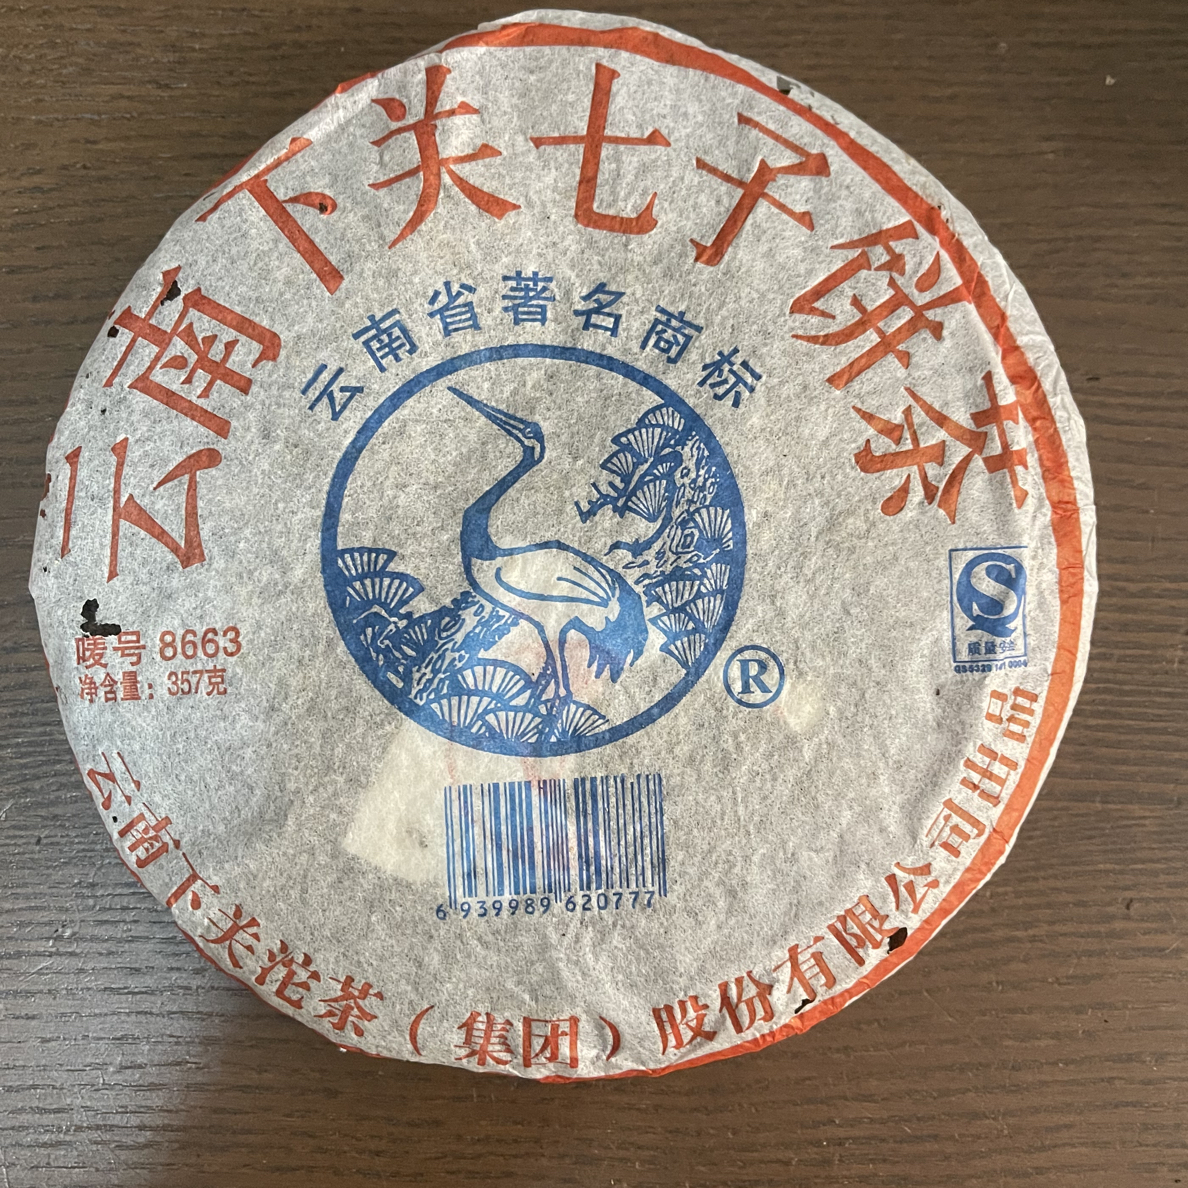 云南下关七子饼茶
云南省著名商标
®
唛号 8663
净含量：357克
质量安全
6 939989 620777
云南下关沱茶（集团）股份有限公司出品